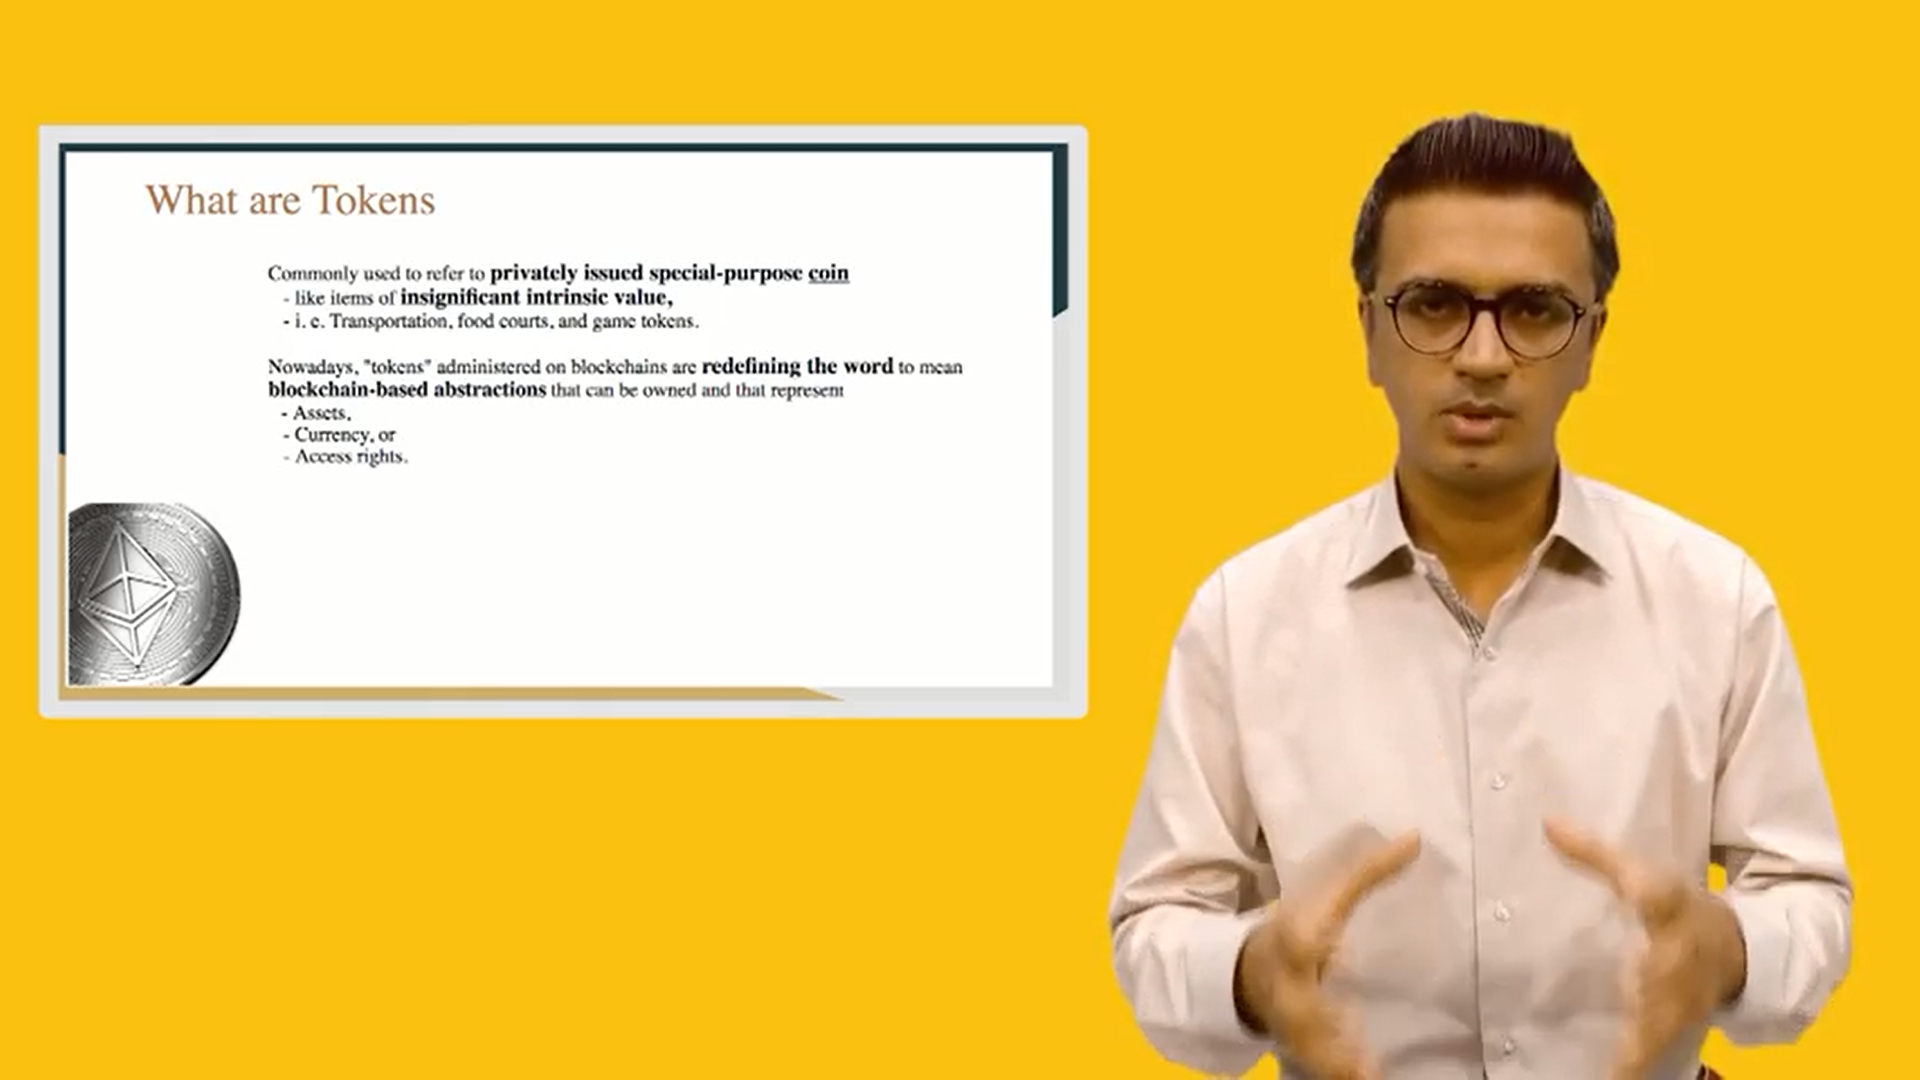 What are Tokens
Commonly used to refer to privately issued special-purpose coin
- like items of insignificant intrinsic value,
- i. e. Transportation, food courts, and game tokens.
Nowadays, "tokens" administered on blockchains are redefining the word to mean
blockchain-based abstractions that can be owned and that represent
- Assets,
- Currency, or
- Access rights.